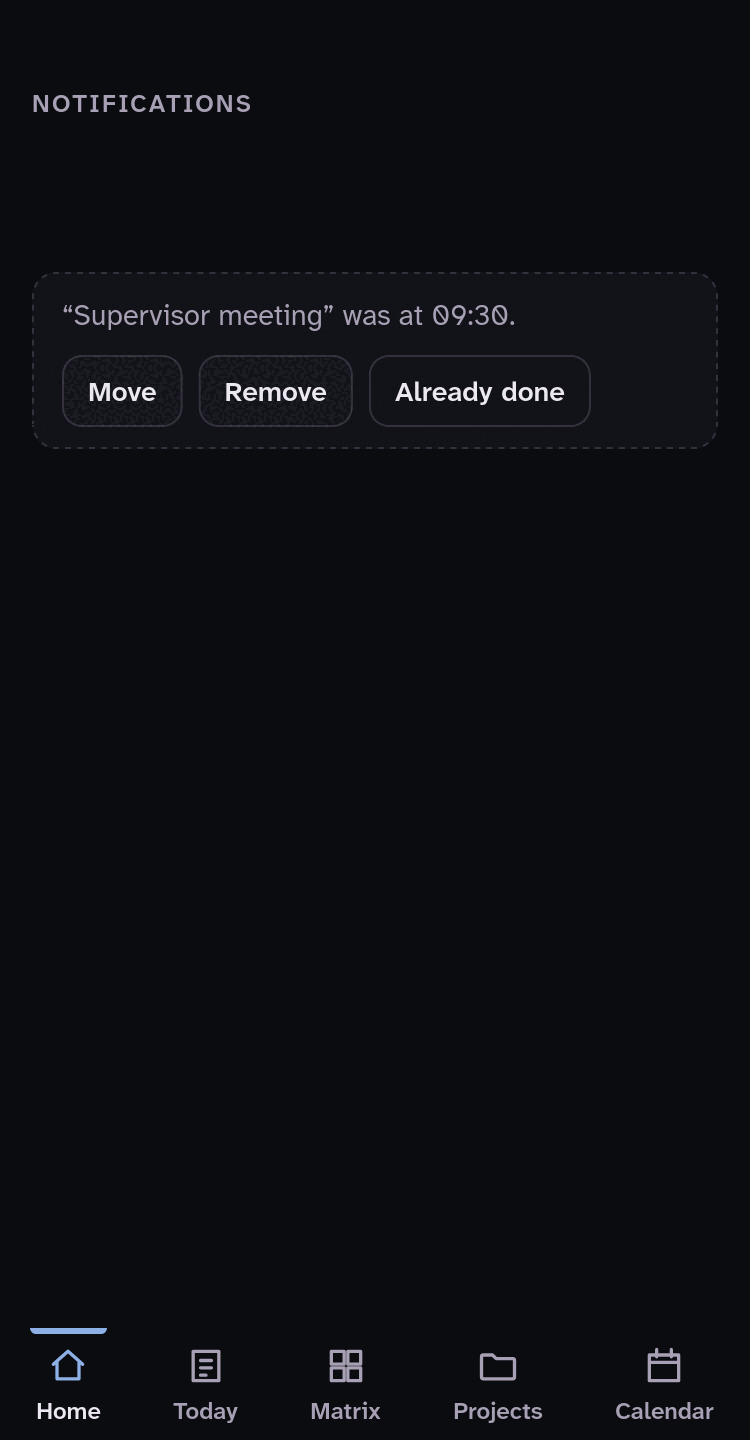 NOTIFICATIONS
“Supervisor meeting” was at 09:30.
Move Remove Already done
Home Today Matrix Projects Calendar